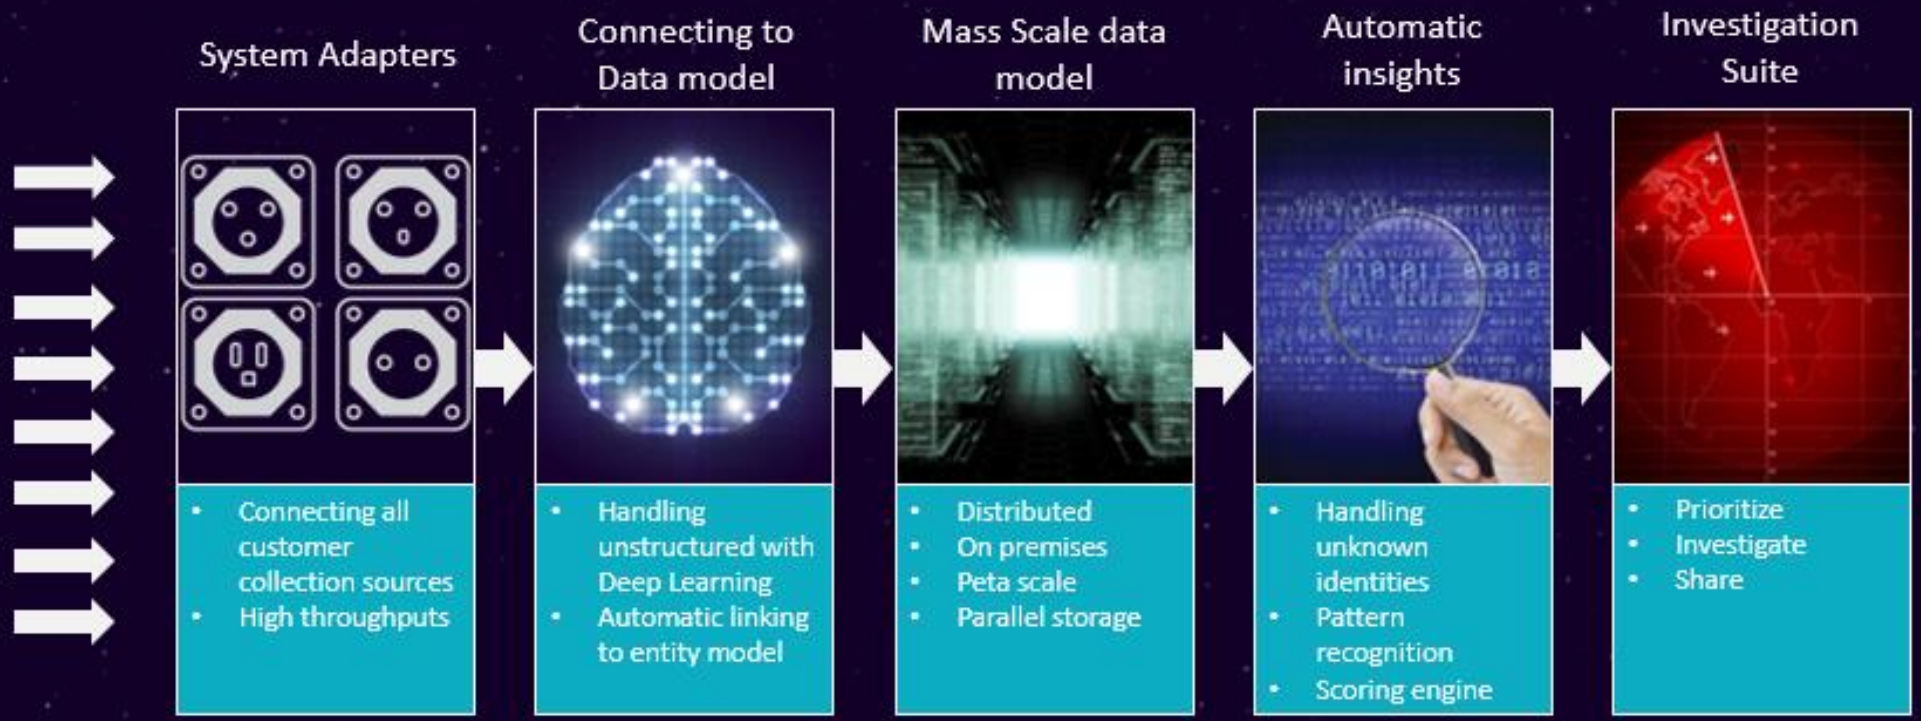 System Adapters
• Connecting all
customer
collection sources
• High throughputs
Connecting to
Data model
• Handling
unstructured with
Deep Learning
• Automatic linking
to entity model
Mass Scale data
model
• Distributed
• On premises
• Peta scale
• Parallel storage
Automatic
insights
• Handling
unknown
identities
• Pattern
recognition
• Scoring engine
Investigation
Suite
• Prioritize
• Investigate
• Share